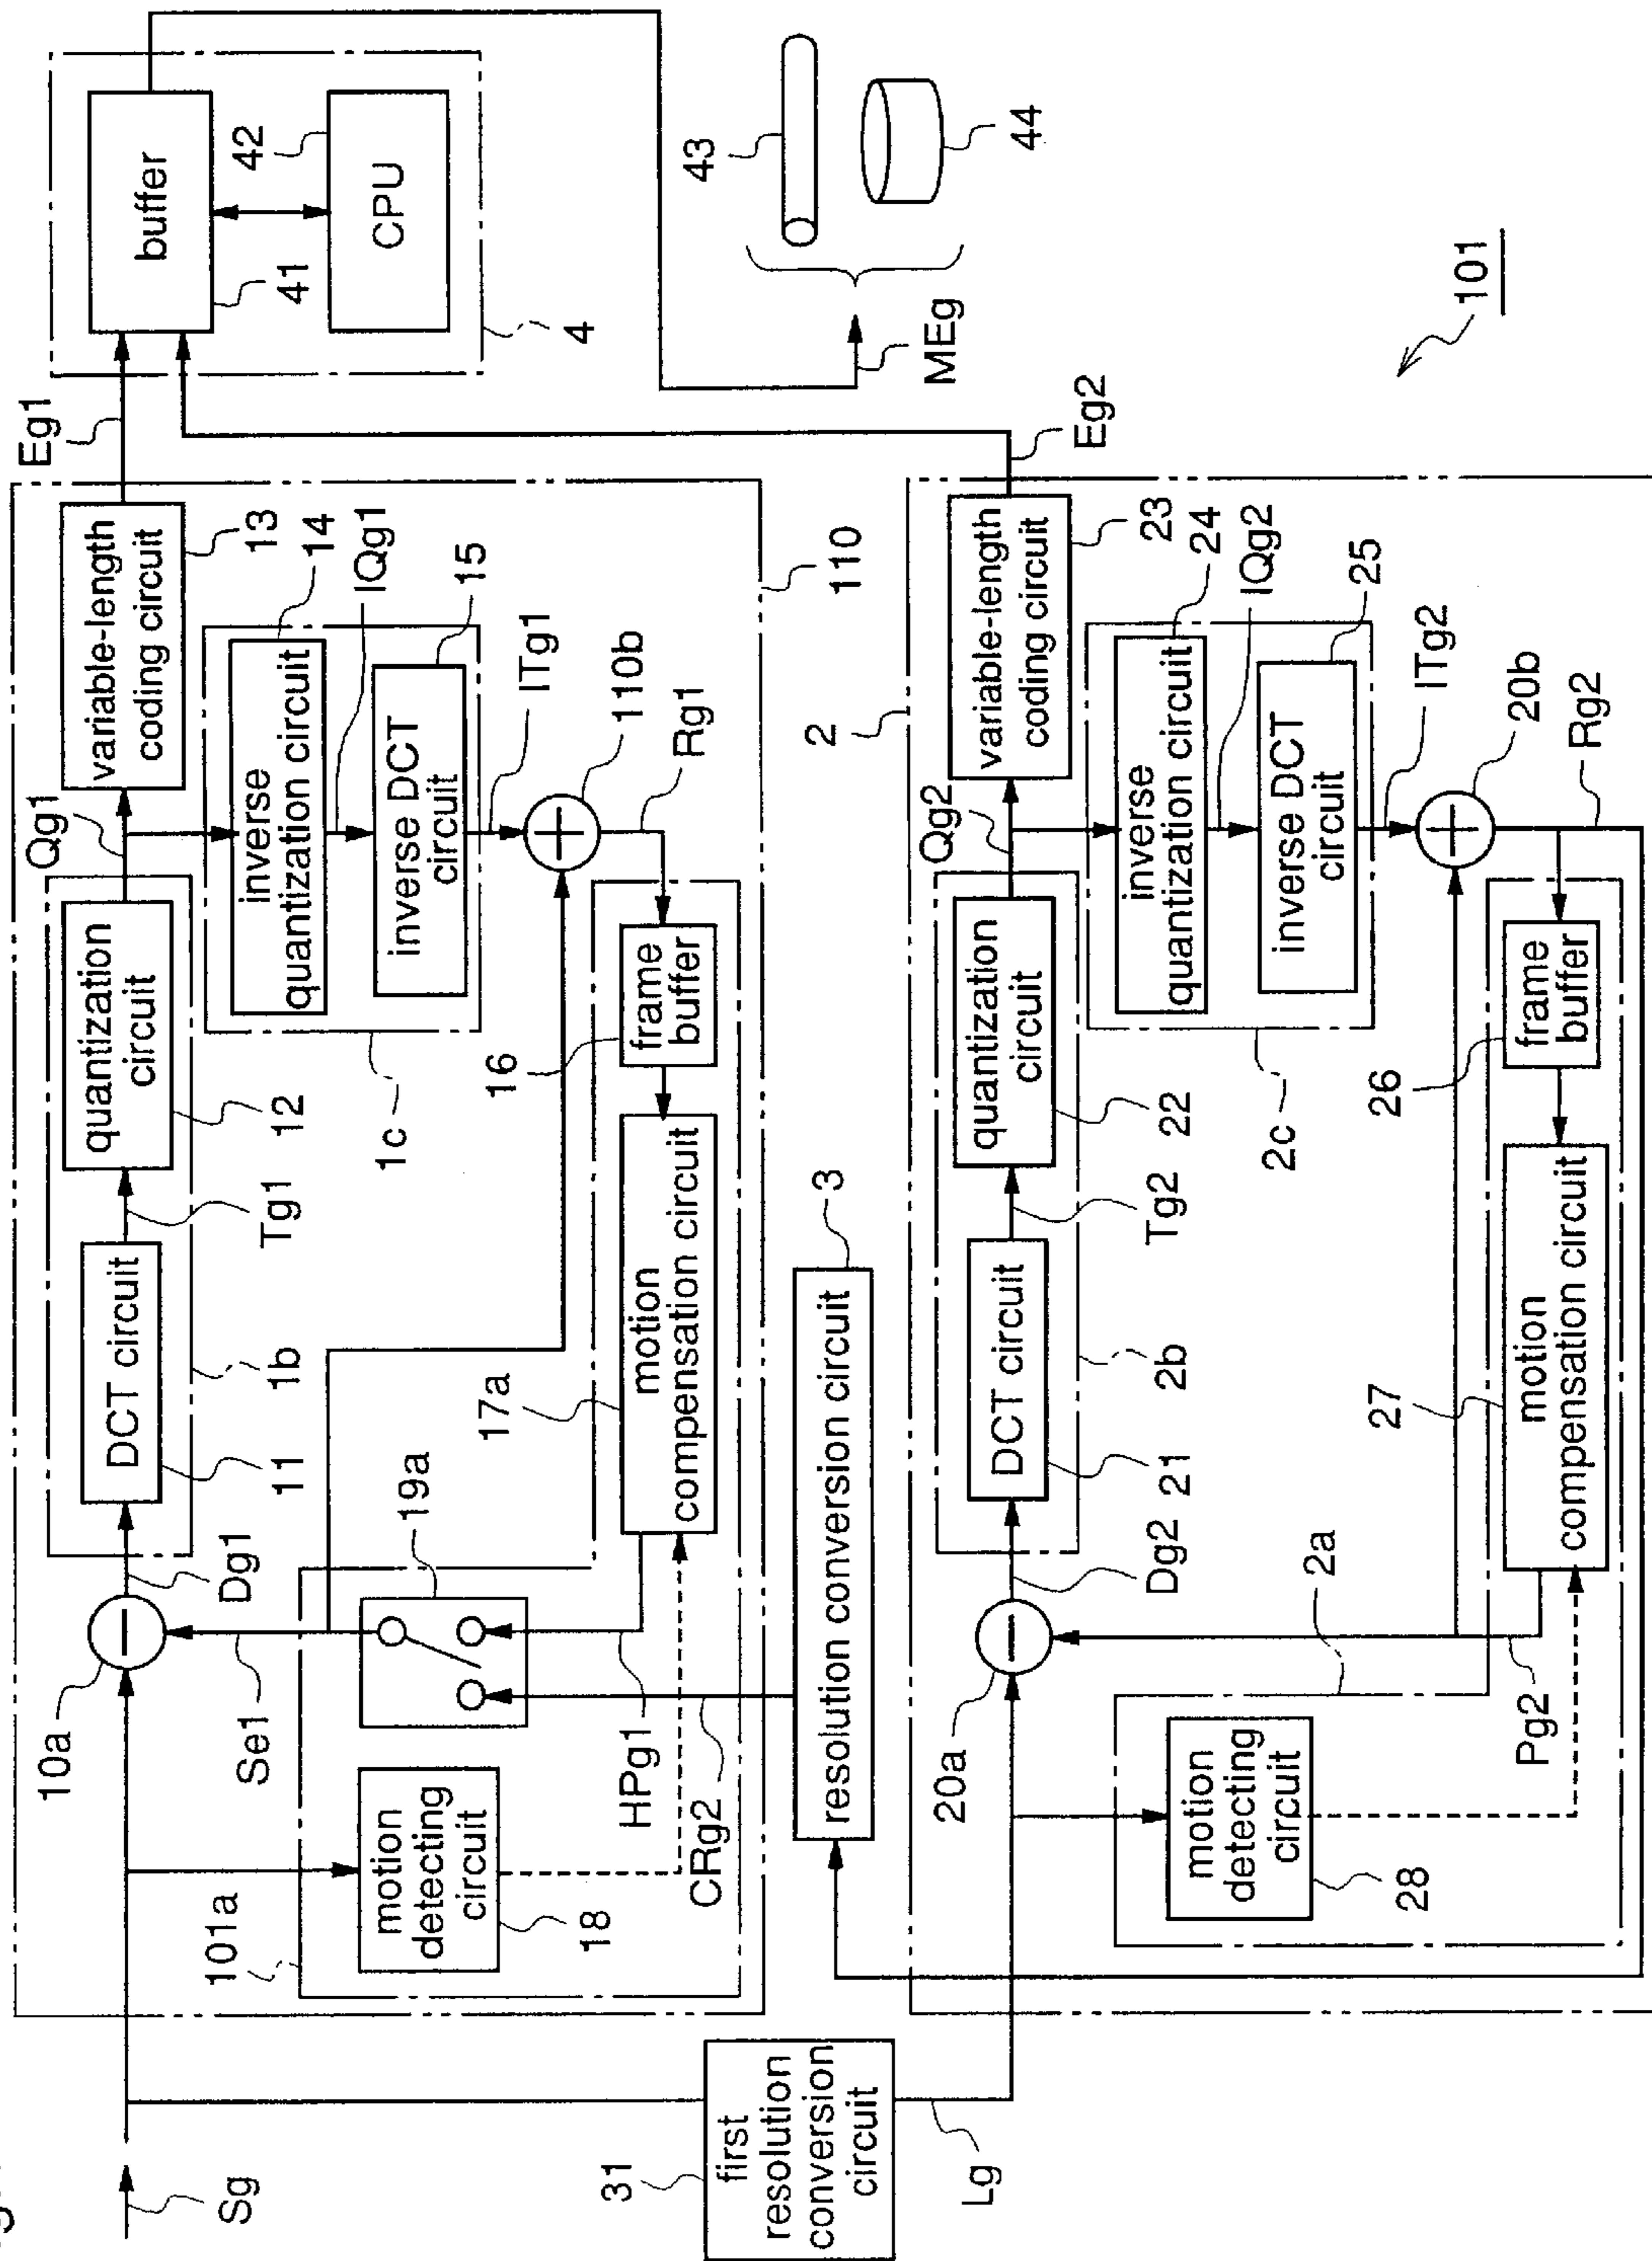 Sg
10a
Dg1
11
DCT circuit
Tg1
1b
12
quantization
circuit
Qg1
variable-length
coding circuit
13
Eg1
buffer
41
42
CPU
4
inverse
quantization circuit
14
IQg1
inverse DCT
circuit
15
ITg1
1c
110b
Rg1
110
16
frame
buffer
17a
motion
compensation circuit
19a
Se1
101a
motion
detecting
circuit
18
HPg1
CRg2
resolution conversion circuit
3
MEg
43
44
31
first
resolution
conversion
circuit
Lg
20a
Dg2
21
DCT circuit
Tg2
2b
22
quantization
circuit
Qg2
2
variable-length
coding circuit
23
Eg2
inverse
quantization circuit
24
IQg2
inverse DCT
circuit
25
ITg2
2c
20b
Rg2
26
frame
buffer
27
motion
compensation circuit
2a
Pg2
motion
detecting
circuit
28
101